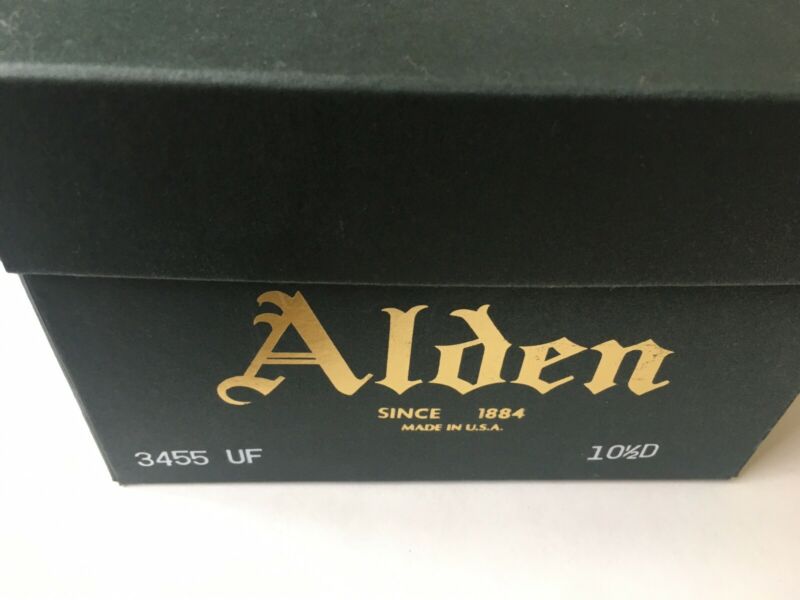 Alden
SINCE 1884
MADE IN U.S.A.
3455 UF 10½D